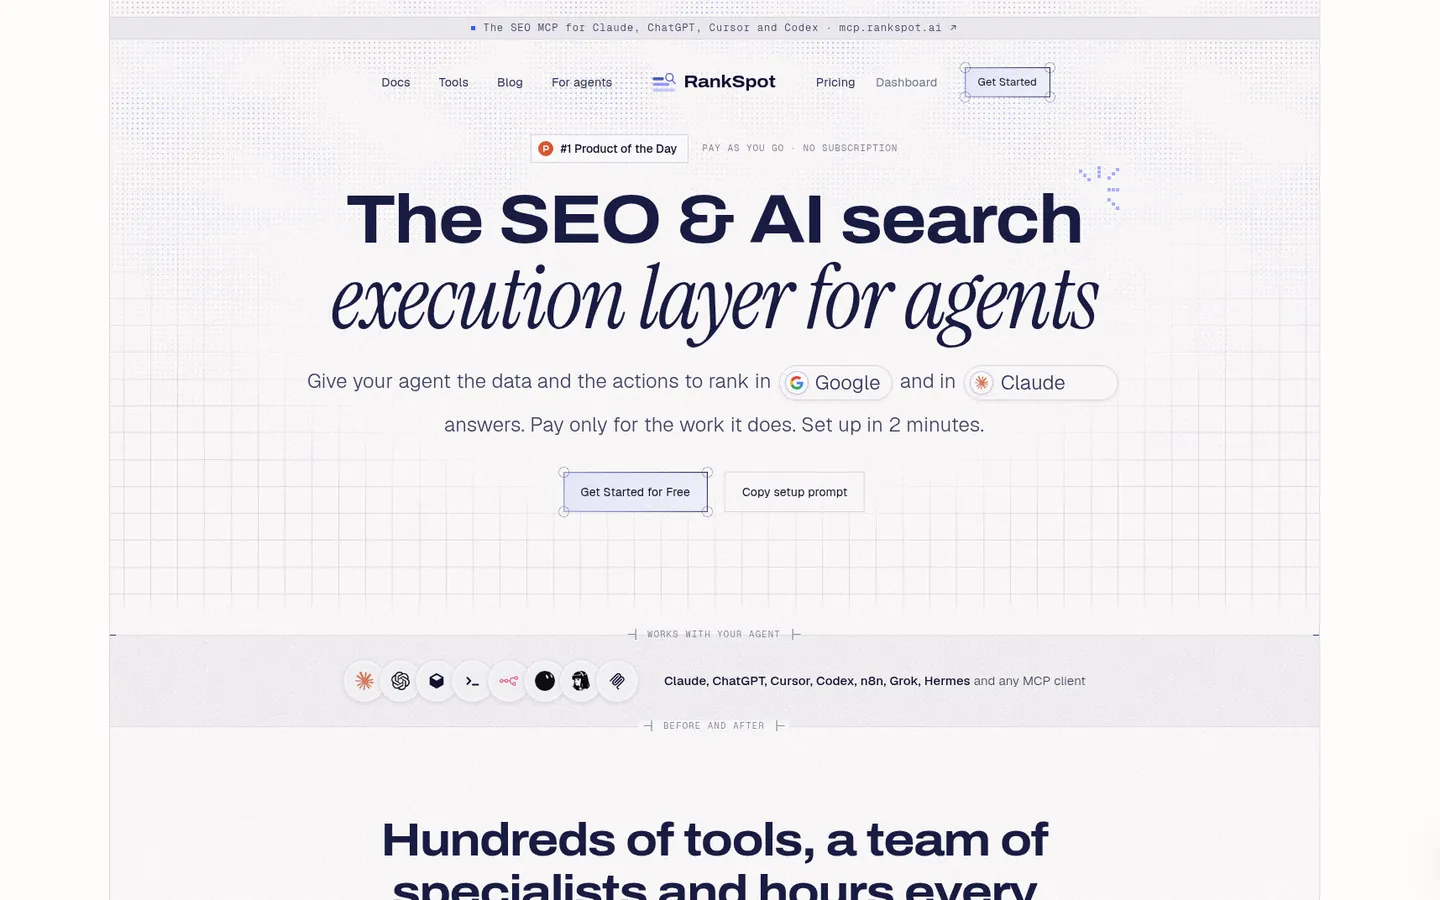 The SEO MCP for Claude, ChatGPT, Cursor and Codex · mcp.rankspot.ai ↗
Docs Tools Blog For agents RankSpot Pricing Dashboard Get Started
P #1 Product of the Day PAY AS YOU GO · NO SUBSCRIPTION
The SEO & AI search
execution layer for agents
Give your agent the data and the actions to rank in Google and in Claude
answers. Pay only for the work it does. Set up in 2 minutes.
Get Started for Free Copy setup prompt
WORKS WITH YOUR AGENT
Claude, ChatGPT, Cursor, Codex, n8n, Grok, Hermes and any MCP client
BEFORE AND AFTER
Hundreds of tools, a team of
specialists and hours every